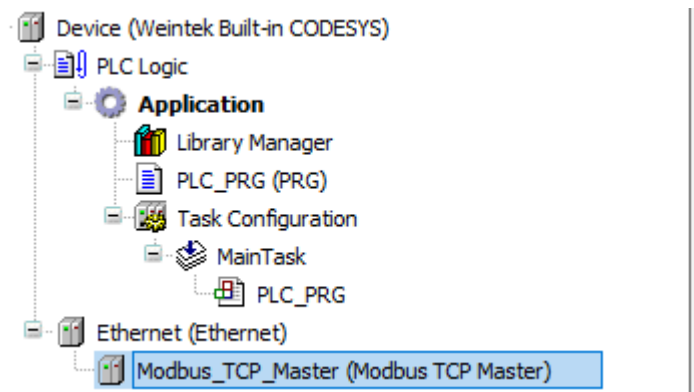 Device (Weintek Built-in CODESYS)
PLC Logic
Application
Library Manager
PLC_PRG (PRG)
Task Configuration
MainTask
PLC_PRG
Ethernet (Ethernet)
Modbus_TCP_Master (Modbus TCP Master)